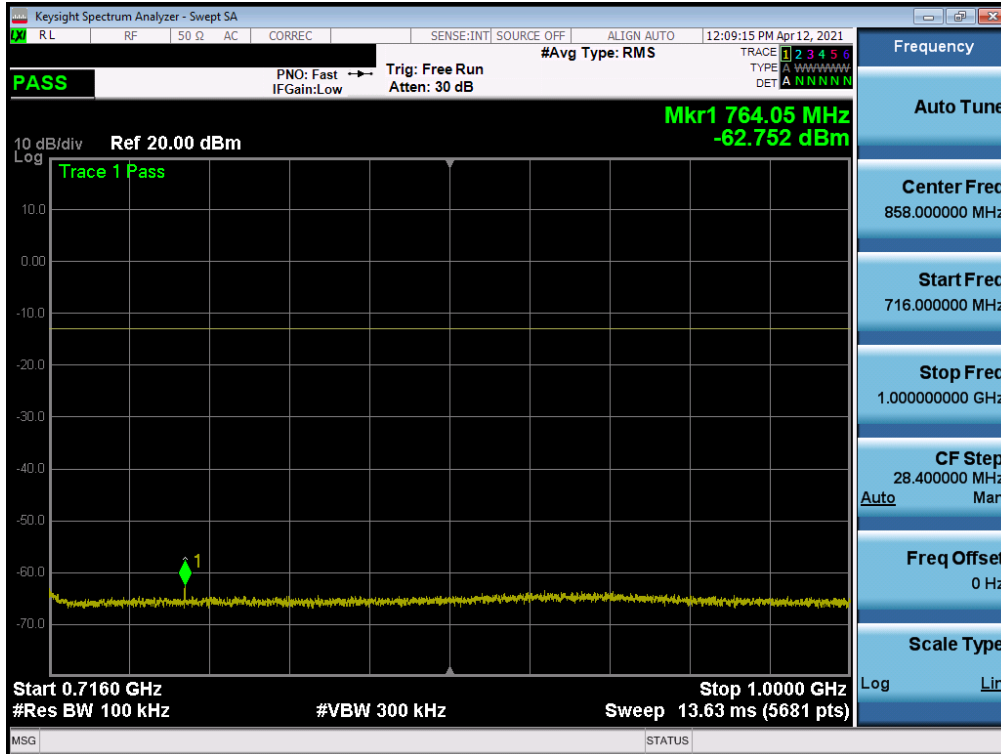 Keysight Spectrum Analyzer - Swept SA
LXI RL RF 50 Ω AC CORREC SENSE:INT SOURCE OFF ALIGN AUTO 12:09:15 PM Apr 12, 2021
Frequency
#Avg Type: RMS
TRACE 1 2 3 4 5 6
PASS
PNO: Fast
Trig: Free Run
TYPE A WWWWW
IFGain:Low
Atten: 30 dB
DET A N N N N N
Auto Tune
Mkr1 764.05 MHz
-62.752 dBm
10 dB/div
Ref 20.00 dBm
Log
Trace 1 Pass
10.0
0.00
-10.0
-20.0
-30.0
-40.0
-50.0
-60.0
-70.0
1
Center Freq
858.000000 MHz
Start Freq
716.000000 MHz
Stop Freq
1.000000000 GHz
CF Step
28.400000 MHz
Auto Man
Freq Offset
0 Hz
Scale Type
Log Lin
Start 0.7160 GHz
Stop 1.0000 GHz
#Res BW 100 kHz
#VBW 300 kHz
Sweep 13.63 ms (5681 pts)
MSG
STATUS